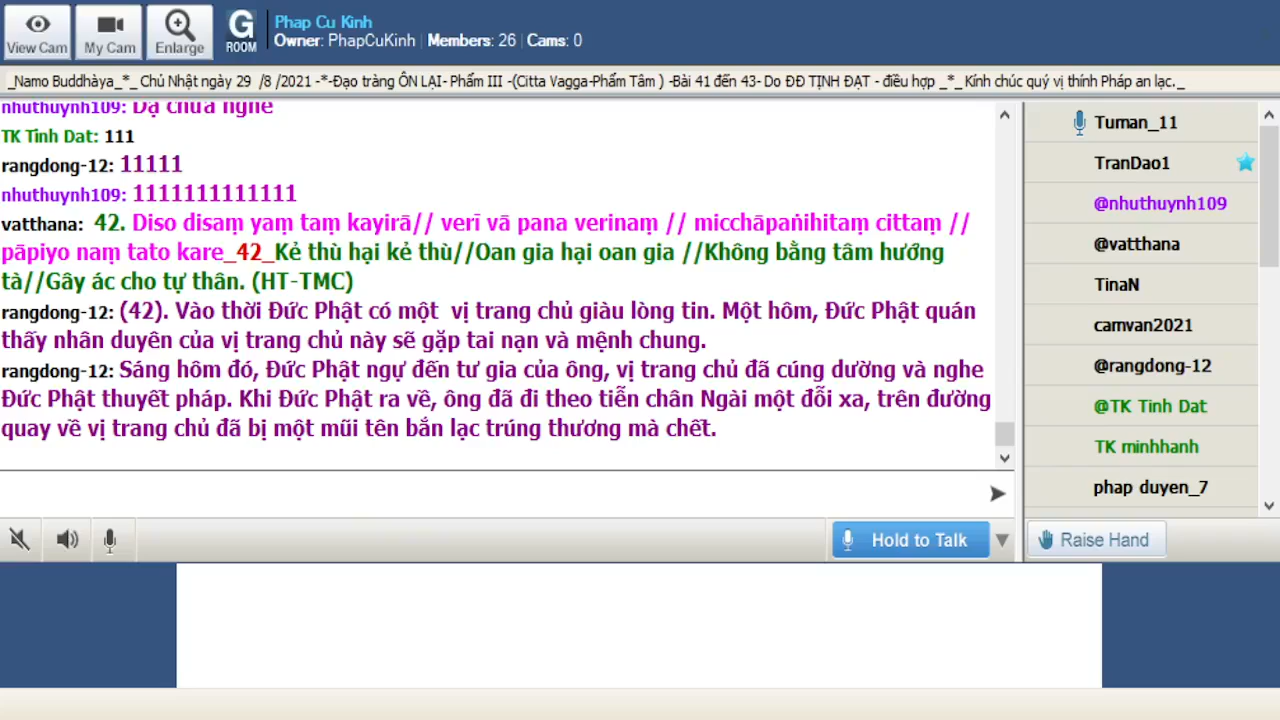 View Cam
My Cam
Enlarge
G
ROOM
Phap Cu Kinh
Owner: PhapCuKinh Members: 26 Cams: 0
_Namo Buddhàya_*_ Chủ Nhật ngày 29 /8 /2021 -*-Đạo tràng ÔN LẠI- Phẩm III -(Citta Vagga-Phẩm Tâm ) -Bài 41 đến 43- Do ĐĐ TỊNH ĐẠT - điều hợp _*_Kính chúc quý vị thính Pháp an lạc._
nhuthuynh109: Dạ chưa nghe
TK Tinh Dat: 111
rangdong-12: 11111
nhuthuynh109: 1111111111111
vatthana: 42. Diso disaṃ yaṃ taṃ kayirā// verī vā pana verinaṃ // micchāpaṅihitaṃ cittaṃ //
pāpiyo naṃ tato kare_42_Kẻ thù hại kẻ thù//Oan gia hại oan gia //Không bằng tâm hướng
tà//Gây ác cho tự thân. (HT-TMC)
rangdong-12: (42). Vào thời Đức Phật có một vị trang chủ giàu lòng tin. Một hôm, Đức Phật quán
thấy nhân duyên của vị trang chủ này sẽ gặp tai nạn và mệnh chung.
rangdong-12: Sáng hôm đó, Đức Phật ngự đến tư gia của ông, vị trang chủ đã cúng dường và nghe
Đức Phật thuyết pháp. Khi Đức Phật ra về, ông đã đi theo tiễn chân Ngài một đỗi xa, trên đường
quay về vị trang chủ đã bị một mũi tên bắn lạc trúng thương mà chết.
Tuman_11
TranDao1
@nhuthuynh109
@vatthana
TinaN
camvan2021
@rangdong-12
@TK Tinh Dat
TK minhhanh
phap duyen_7
Hold to Talk
Raise Hand